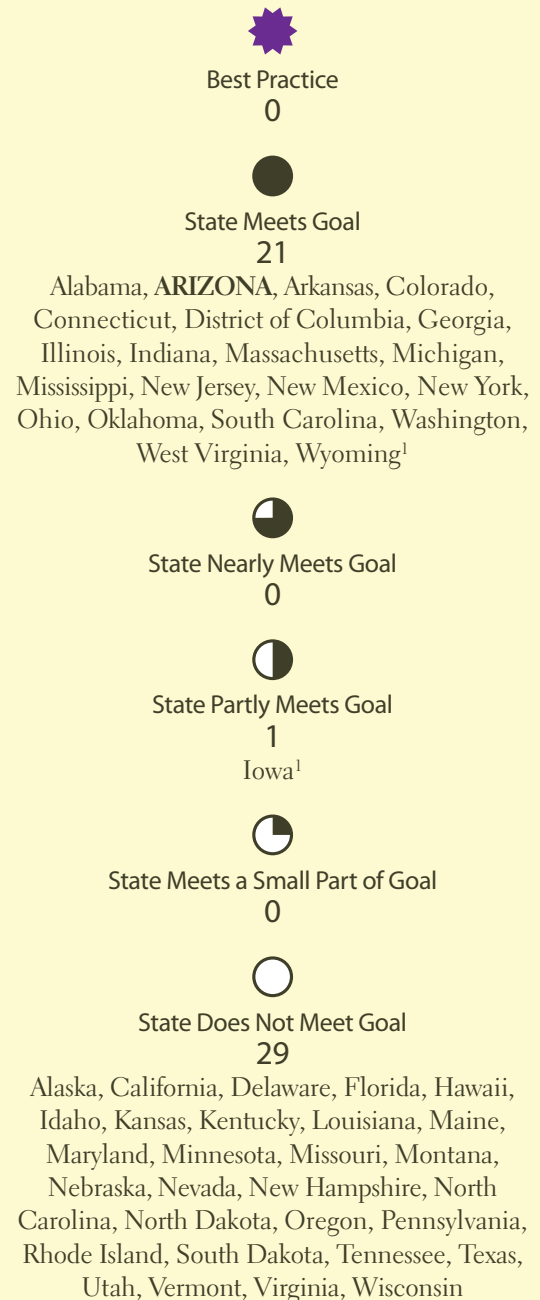 Best Practice
0
State Meets Goal
21
Alabama, ARIZONA, Arkansas, Colorado,
Connecticut, District of Columbia, Georgia,
Illinois, Indiana, Massachusetts, Michigan,
Mississippi, New Jersey, New Mexico, New York,
Ohio, Oklahoma, South Carolina, Washington,
West Virginia, Wyoming¹
State Nearly Meets Goal
0
State Partly Meets Goal
1
Iowa¹
State Meets a Small Part of Goal
0
State Does Not Meet Goal
29
Alaska, California, Delaware, Florida, Hawaii,
Idaho, Kansas, Kentucky, Louisiana, Maine,
Maryland, Minnesota, Missouri, Montana,
Nebraska, Nevada, New Hampshire, North
Carolina, North Dakota, Oregon, Pennsylvania,
Rhode Island, South Dakota, Tennessee, Texas,
Utah, Vermont, Virginia, Wisconsin